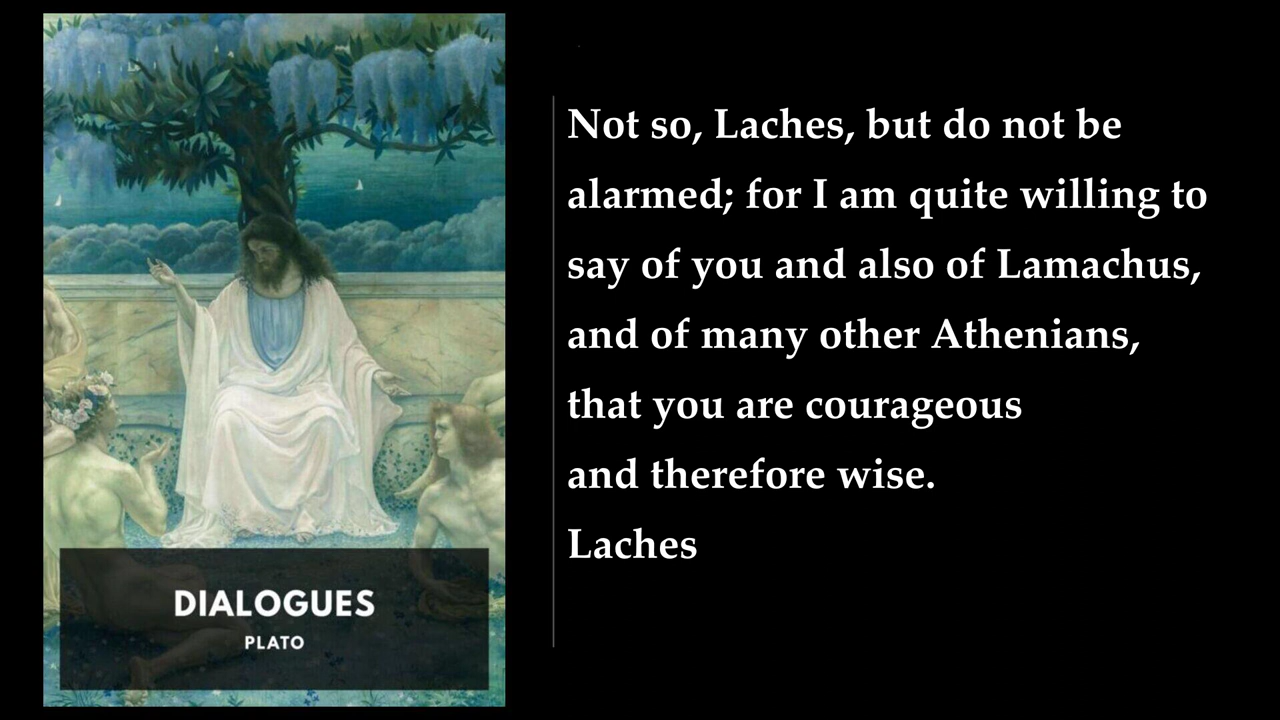 DIALOGUES
PLATO
Not so, Laches, but do not be
alarmed; for I am quite willing to
say of you and also of Lamachus,
and of many other Athenians,
that you are courageous
and therefore wise.
Laches